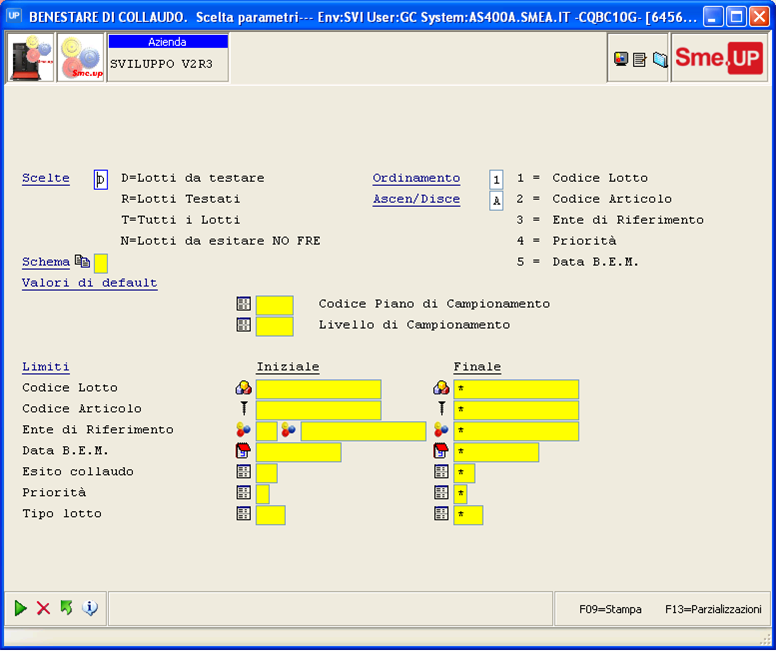 UP BENESTARE DI COLLAUDO. Scelta parametri--- Env:SVI User:GC System:AS400A.SMEA.IT -CQBC10G- [6456...
Sme.up
Azienda
SVILUPPO V2R3
Sme.UP
Scelte D D=Lotti da testare Ordinamento 1 1 = Codice Lotto
R=Lotti Testati Ascen/Disce A 2 = Codice Articolo
T=Tutti i Lotti 3 = Ente di Riferimento
N=Lotti da esitare NO FRE 4 = Priorità
Schema 5 = Data B.E.M.
Valori di default
Codice Piano di Campionamento
Livello di Campionamento
Limiti Iniziale Finale
Codice Lotto *
Codice Articolo *
Ente di Riferimento *
Data B.E.M. *
Esito collaudo *
Priorità *
Tipo lotto *
F09=Stampa F13=Parzializzazioni